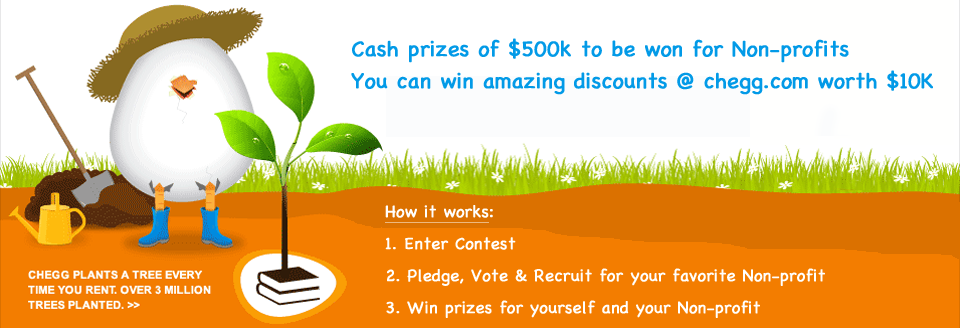 Cash prizes of $500k to be won for Non-profits
You can win amazing discounts @ chegg.com worth $10K
How it works:
1. Enter Contest
2. Pledge, Vote & Recruit for your favorite Non-profit
3. Win prizes for yourself and your Non-profit
CHEGG PLANTS A TREE EVERY
TIME YOU RENT. OVER 3 MILLION
TREES PLANTED. >>